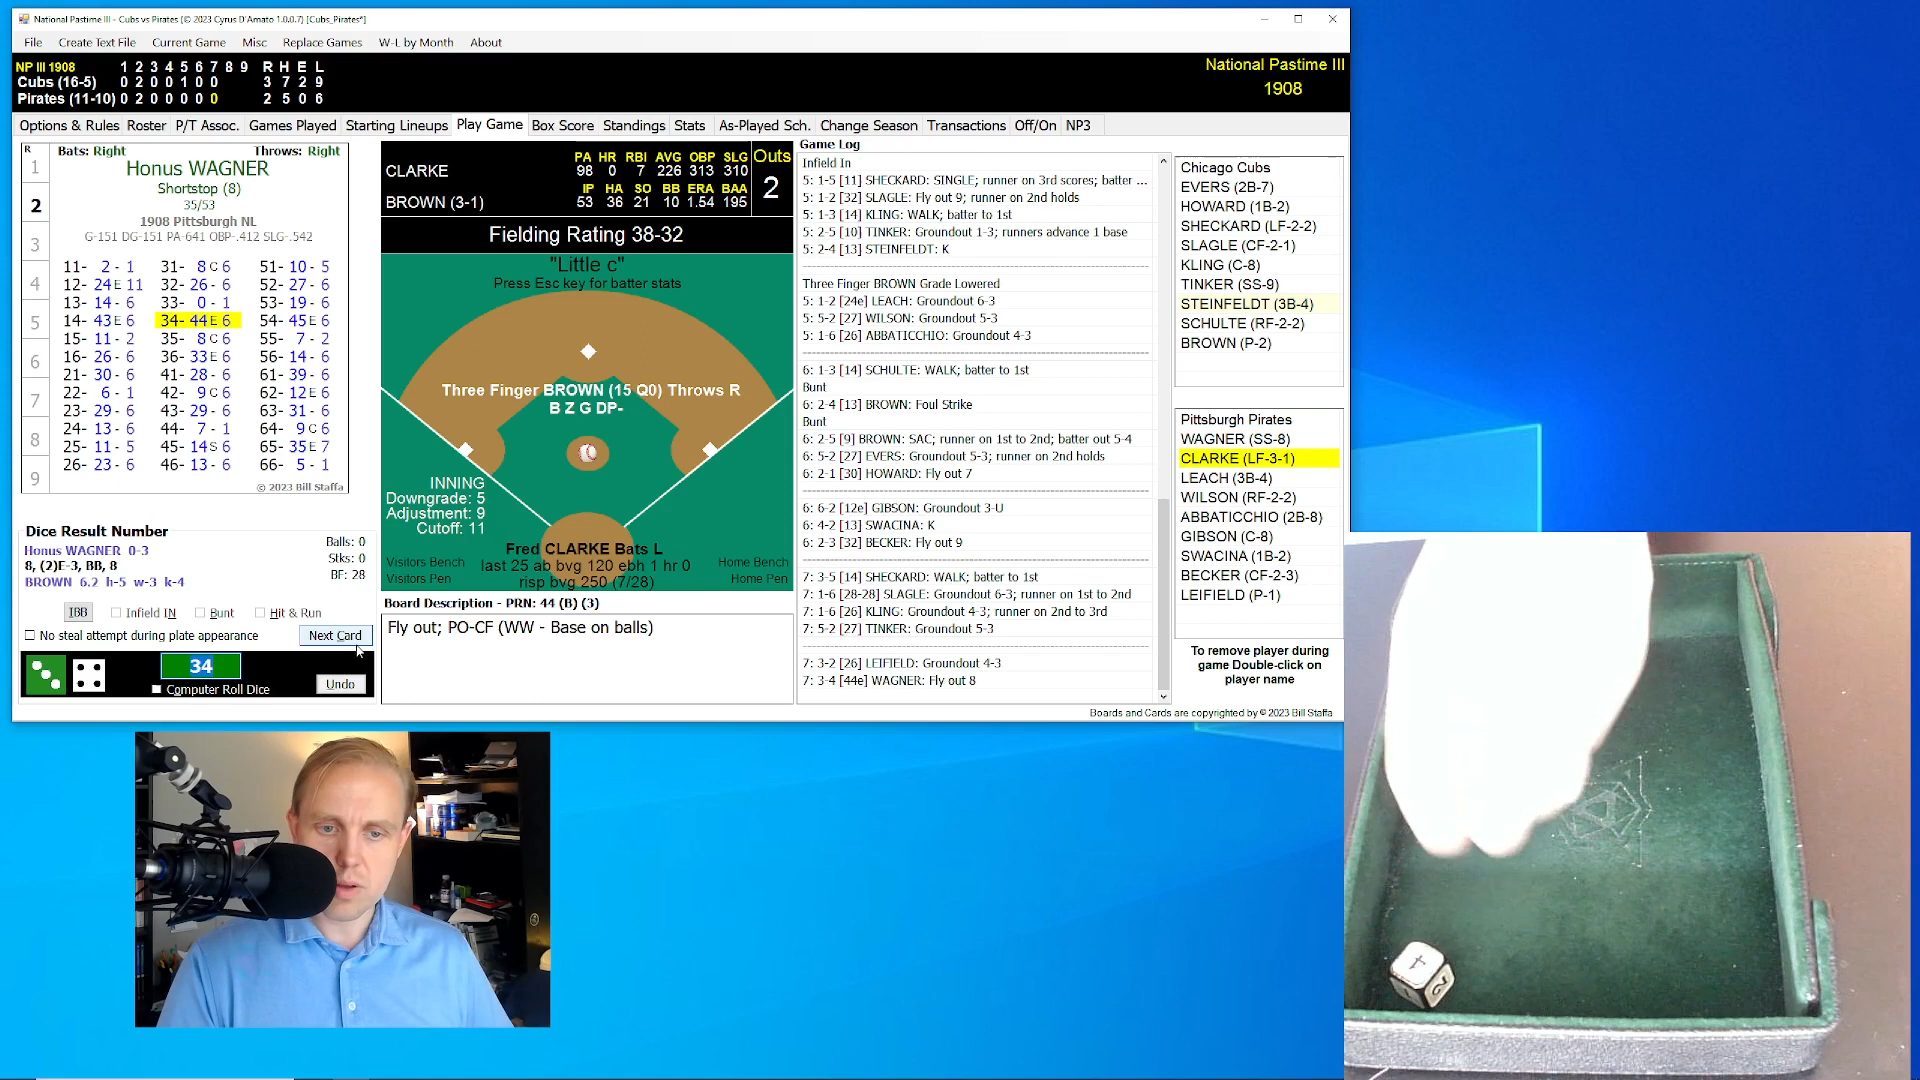 National Pastime III - Cubs vs Pirates (© 2023 Cyrus D'Amato 1.0.0.7) [Cubs_Pirates*]
File Create Text File Current Game Misc Replace Games W-L by Month About
NP III 1908 1 2 3 4 5 6 7 8 9 R H E L
Cubs (16-5) 0 2 0 0 1 0 0 3 7 2 9
Pirates (11-10) 0 2 0 0 0 0 0 2 5 0 6
National Pastime III
1908
Options & Rules Roster P/T Assoc. Games Played Starting Lineups Play Game Box Score Standings Stats As-Played Sch. Change Season Transactions Off/On NP3
R
1
2
3
4
5
6
7
8
9
Bats: Right Throws: Right
Honus WAGNER
Shortstop (8)
35/53
1908 Pittsburgh NL
G-151 DG-151 PA-641 OBP-.412 SLG-.542
11- 2 - 1 31- 8 C 6 51- 10 - 5
12- 24 E 11 32- 26 - 6 52- 27 - 6
13- 14 - 6 33- 0 - 1 53- 19 - 6
14- 43 E 6 34- 44 E 6 54- 45 E 6
15- 11 - 2 35- 8 C 6 55- 7 - 2
16- 26 - 6 36- 33 E 6 56- 14 - 6
21- 30 - 6 41- 28 - 6 61- 39 - 6
22- 6 - 1 42- 9 C 6 62- 12 E 6
23- 29 - 6 43- 29 - 6 63- 31 - 6
24- 13 - 6 44- 7 - 1 64- 9 C 6
25- 11 - 5 45- 14 S 6 65- 35 E 7
26- 23 - 6 46- 13 - 6 66- 5 - 1
© 2023 Bill Staffa
Dice Result Number
Honus WAGNER 0-3
8, (2)E-3, BB, 8
BROWN 6.2 h-5 w-3 k-4
Balls: 0
Stks: 0
BF: 28
IBB Infield IN Bunt Hit & Run
No steal attempt during plate appearance Next Card
34
Computer Roll Dice Undo
PA HR RBI AVG OBP SLG Outs
CLARKE 98 0 7 226 313 310 2
IP HA SO BB ERA BAA
BROWN (3-1) 53 36 21 10 1.54 195
Fielding Rating 38-32
"Little c"
Press Esc key for batter stats
Three Finger BROWN (15 Q0) Throws R
B Z G DP-
INNING
Downgrade: 5
Adjustment: 9
Cutoff: 11
Fred CLARKE Bats L
Visitors Bench last 25 ab bvg 120 ebh 1 hr 0 Home Bench
Visitors Pen risp bvg 250 (7/28) Home Pen
Board Description - PRN: 44 (B) (3)
Fly out; PO-CF (WW - Base on balls)
Game Log
Infield In
5: 1-5 [11] SHECKARD: SINGLE; runner on 3rd scores; batter ...
5: 1-2 [32] SLAGLE: Fly out 9; runner on 2nd holds
5: 1-3 [14] KLING: WALK; batter to 1st
5: 2-5 [10] TINKER: Groundout 1-3; runners advance 1 base
5: 2-4 [13] STEINFELDT: K
Three Finger BROWN Grade Lowered
5: 1-2 [24e] LEACH: Groundout 6-3
5: 5-2 [27] WILSON: Groundout 5-3
5: 1-6 [26] ABBATICCHIO: Groundout 4-3
6: 1-3 [14] SCHULTE: WALK; batter to 1st
Bunt
6: 2-4 [13] BROWN: Foul Strike
Bunt
6: 2-5 [9] BROWN: SAC; runner on 1st to 2nd; batter out 5-4
6: 5-2 [27] EVERS: Groundout 5-3; runner on 2nd holds
6: 2-1 [30] HOWARD: Fly out 7
6: 6-2 [12e] GIBSON: Groundout 3-U
6: 4-2 [13] SWACINA: K
6: 2-3 [32] BECKER: Fly out 9
7: 3-5 [14] SHECKARD: WALK; batter to 1st
7: 1-6 [28-28] SLAGLE: Groundout 6-3; runner on 1st to 2nd
7: 1-6 [26] KLING: Groundout 4-3; runner on 2nd to 3rd
7: 5-2 [27] TINKER: Groundout 5-3
7: 3-2 [26] LEIFIELD: Groundout 4-3
7: 3-4 [44e] WAGNER: Fly out 8
Chicago Cubs
EVERS (2B-7)
HOWARD (1B-2)
SHECKARD (LF-2-2)
SLAGLE (CF-2-1)
KLING (C-8)
TINKER (SS-9)
STEINFELDT (3B-4)
SCHULTE (RF-2-2)
BROWN (P-2)
Pittsburgh Pirates
WAGNER (SS-8)
CLARKE (LF-3-1)
LEACH (3B-4)
WILSON (RF-2-2)
ABBATICCHIO (2B-8)
GIBSON (C-8)
SWACINA (1B-2)
BECKER (CF-2-3)
LEIFIELD (P-1)
To remove player during
game Double-click on
player name
Boards and Cards are copyrighted by © 2023 Bill Staffa
4
2